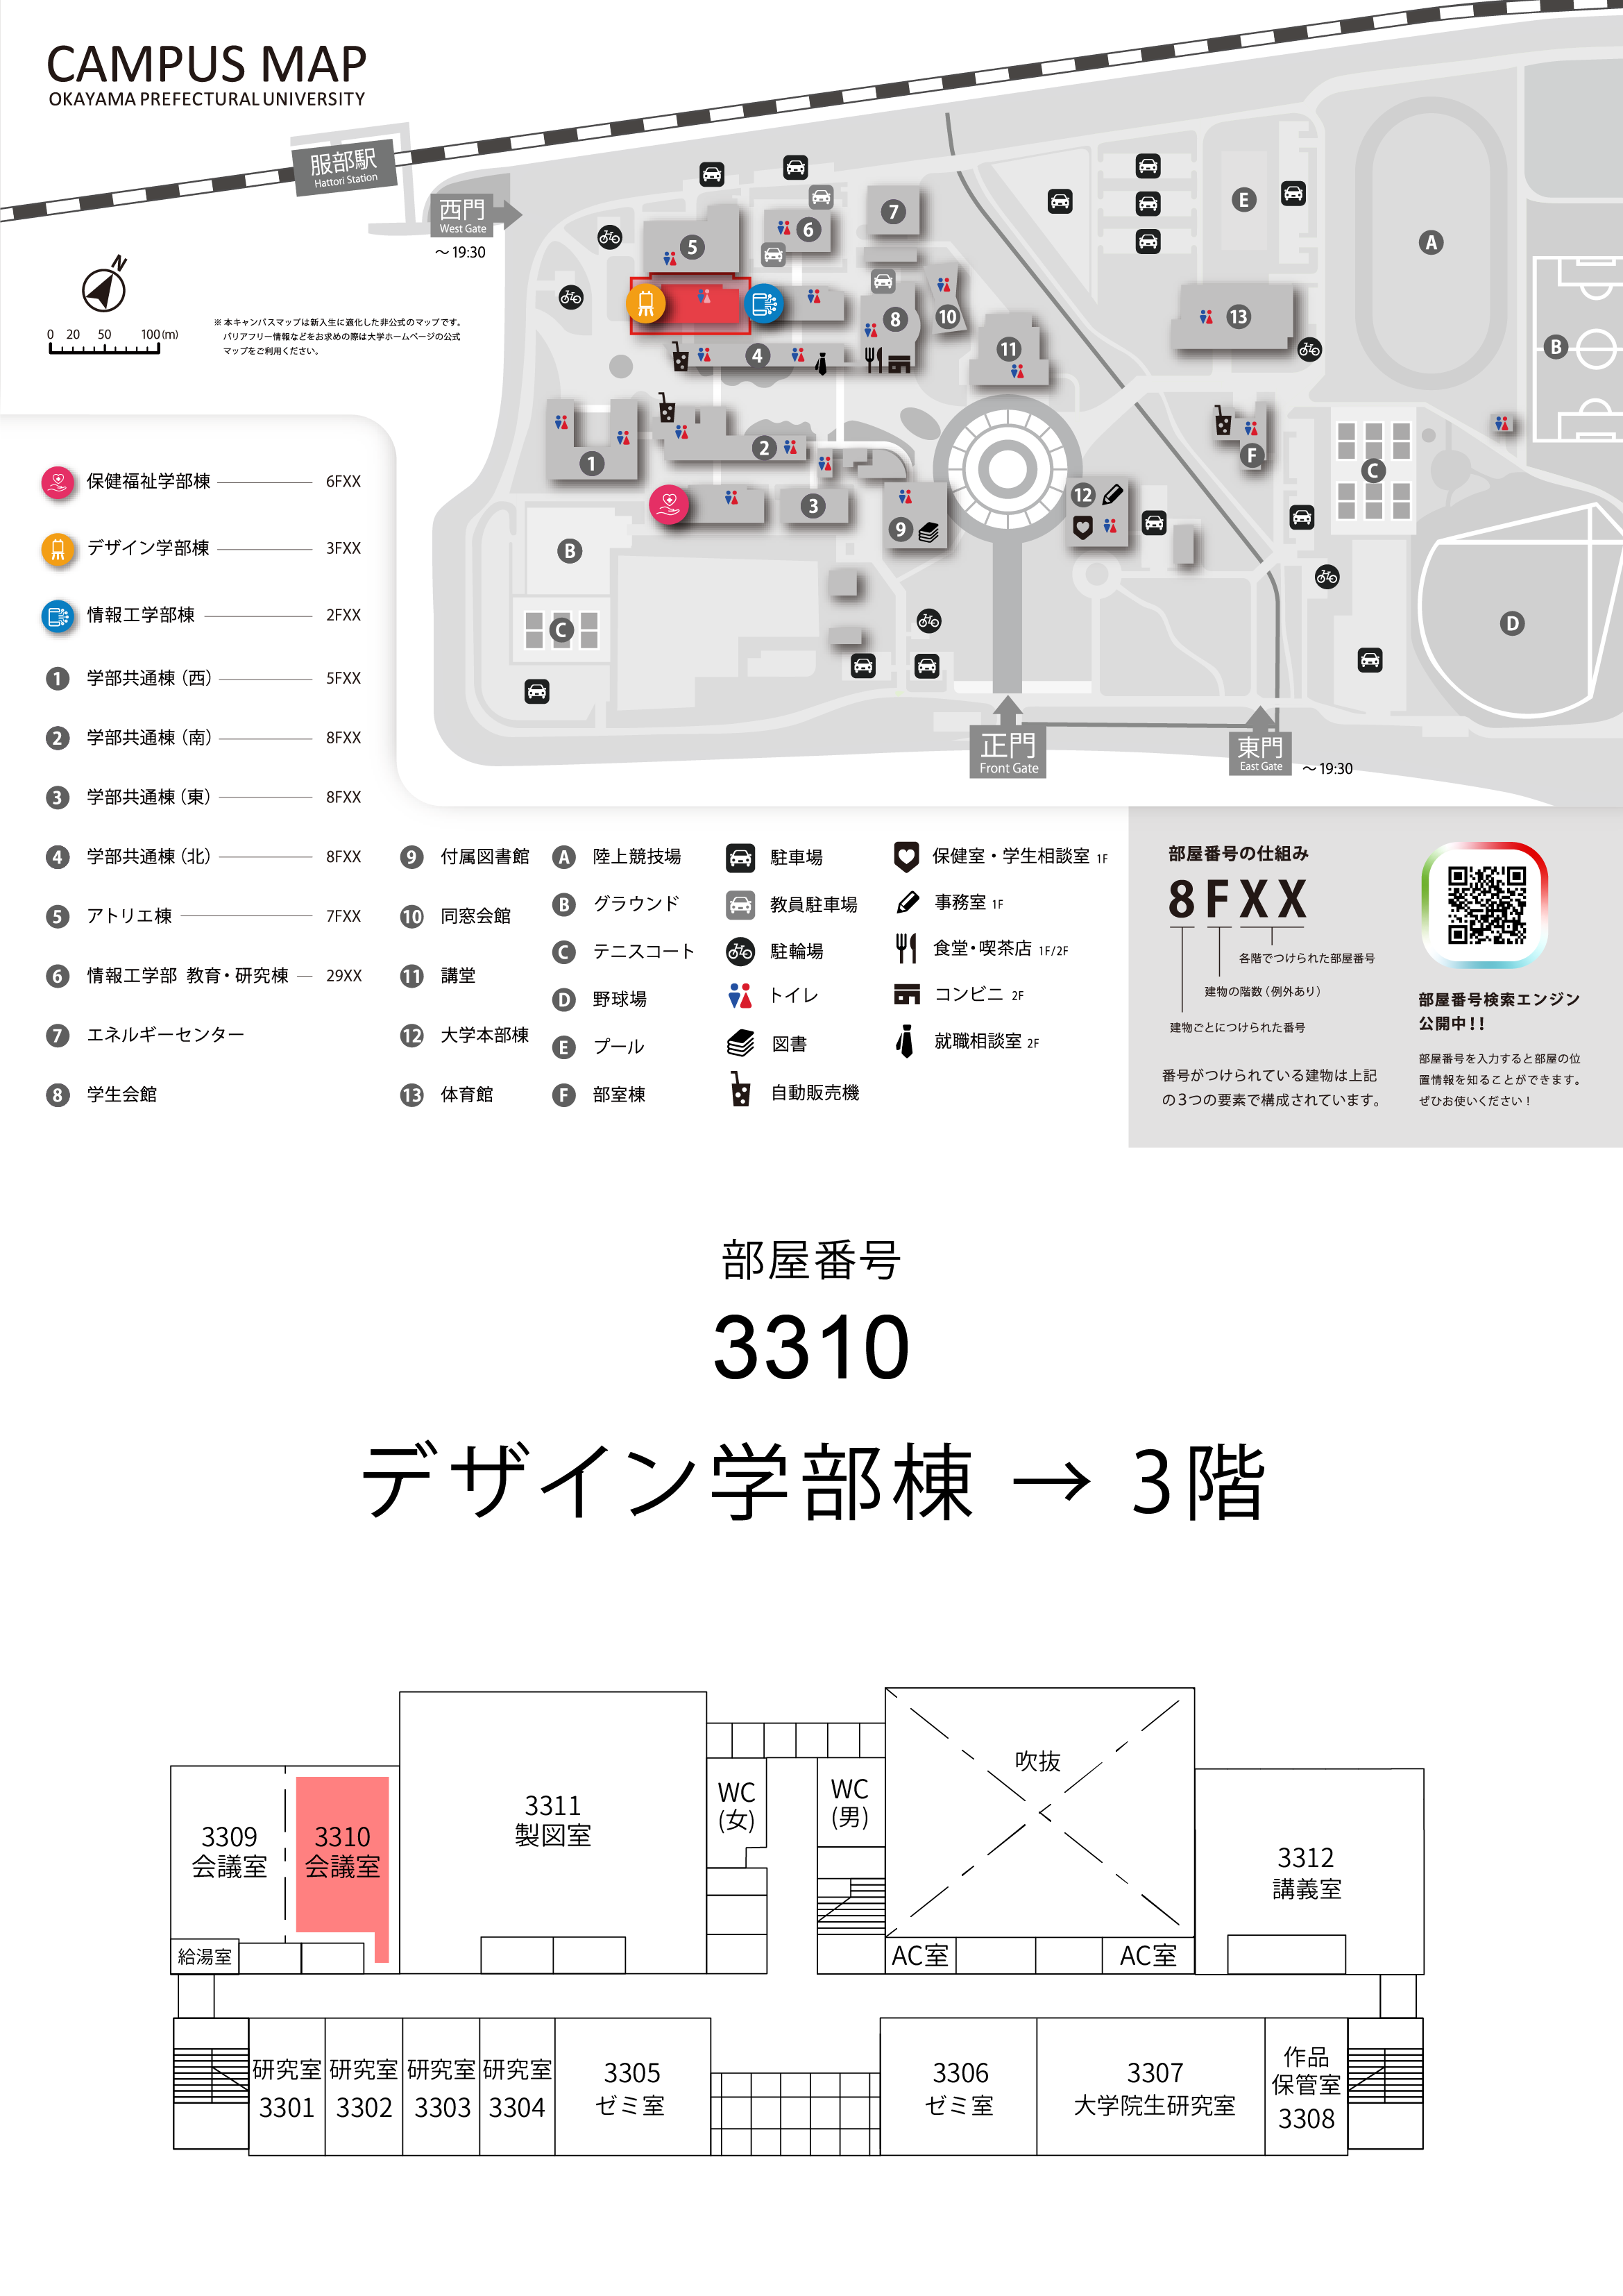 CAMPUS MAP
OKAYAMA PREFECTURAL UNIVERSITY
服部駅
Hattori Station
西門
West Gate
～19:30
N
0 20 50 100(m)
※本キャンパスマップは新入生に適化した非公式のマップです。
バリアフリー情報などをお求めの際は大学ホームページの公式
マップをご利用ください。
5
6
7
8
10
4
11
13
E
A
B
1
2
3
9
12
F
C
B
C
D
正門
Front Gate
東門
East Gate
～19:30
保健福祉学部棟 6FXX
デザイン学部棟 3FXX
情報工学部棟 2FXX
1 学部共通棟（西） 5FXX
2 学部共通棟（南） 8FXX
3 学部共通棟（東） 8FXX
4 学部共通棟（北） 8FXX
5 アトリエ棟 7FXX
6 情報工学部 教育・研究棟 29XX
7 エネルギーセンター
8 学生会館
9 付属図書館
10 同窓会館
11 講堂
12 大学本部棟
13 体育館
A 陸上競技場
B グラウンド
C テニスコート
D 野球場
E プール
F 部室棟
駐車場
教員駐車場
駐輪場
トイレ
図書
自動販売機
保健室・学生相談室 1F
事務室 1F
食堂・喫茶店 1F/2F
コンビニ 2F
就職相談室 2F
部屋番号の仕組み
8FXX
各階でつけられた部屋番号
建物の階数（例外あり）
建物ごとにつけられた番号
番号がつけられている建物は上記
の3つの要素で構成されています。
部屋番号検索エンジン
公開中！！
部屋番号を入力すると部屋の位
置情報を知ることができます。
ぜひお使いください！
部屋番号
3310
デザイン学部棟 → 3階
3309
会議室
3310
会議室
3311
製図室
WC
(女)
WC
(男)
吹抜
3312
講義室
給湯室
AC室
AC室
研究室
3301
研究室
3302
研究室
3303
研究室
3304
3305
ゼミ室
3306
ゼミ室
3307
大学院生研究室
作品
保管室
3308